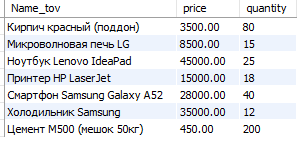 Name_tov price quantity
Кирпич красный (поддон) 3500.00 80
Микроволновая печь LG 8500.00 15
Ноутбук Lenovo IdeaPad 45000.00 25
Принтер HP LaserJet 15000.00 18
Смартфон Samsung Galaxy A52 28000.00 40
Холодильник Samsung 35000.00 12
Цемент М500 (мешок 50кг) 450.00 200